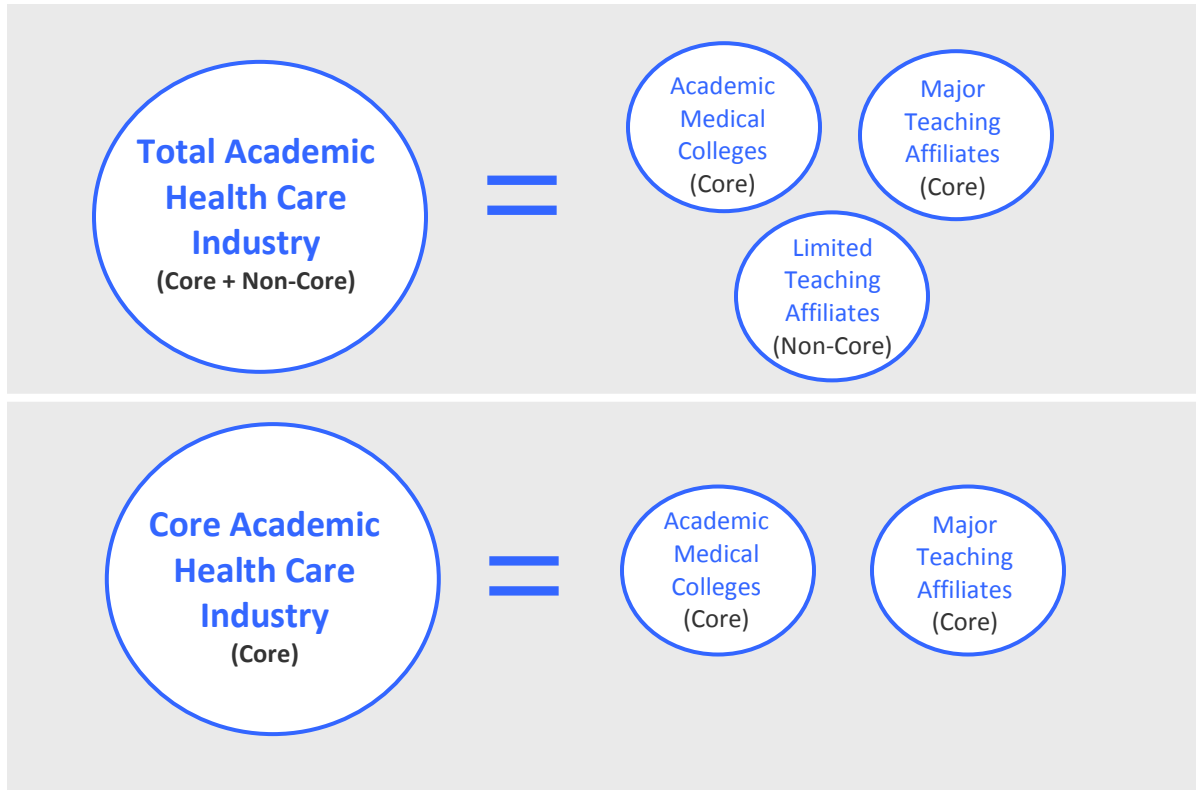 Total Academic
Health Care
Industry
(Core + Non-Core)
=
Academic
Medical
Colleges
(Core)
Major
Teaching
Affiliates
(Core)
Limited
Teaching
Affiliates
(Non-Core)
Core Academic
Health Care
Industry
(Core)
=
Academic
Medical
Colleges
(Core)
Major
Teaching
Affiliates
(Core)